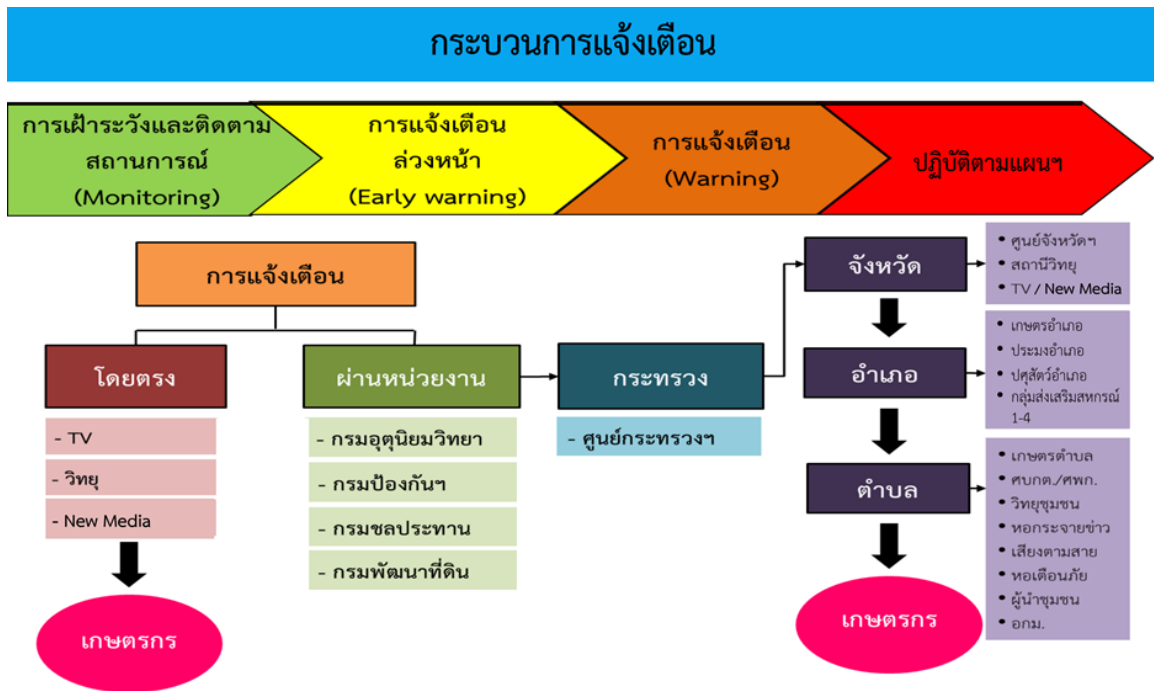 กระบวนการแจ้งเตือน
การเฝ้าระวังและติดตาม
สถานการณ์
(Monitoring)
การแจ้งเตือน
ล่วงหน้า
(Early warning)
การแจ้งเตือน
(Warning)
ปฏิบัติตามแผนฯ
การแจ้งเตือน
โดยตรง
- TV
- วิทยุ
- New Media
เกษตรกร
ผ่านหน่วยงาน
- กรมอุตุนิยมวิทยา
- กรมป้องกันฯ
- กรมชลประทาน
- กรมพัฒนาที่ดิน
กระทรวง
- ศูนย์กระทรวงฯ
จังหวัด
• ศูนย์จังหวัดฯ
• สถานีวิทยุ
• TV / New Media
อำเภอ
• เกษตรอำเภอ
• ประมงอำเภอ
• ปศุสัตว์อำเภอ
• กลุ่มส่งเสริมสหกรณ์
1-4
ตำบล
• เกษตรตำบล
• ศบกต./ศพก.
• วิทยุชุมชน
• หอกระจายข่าว
• เสียงตามสาย
• หอเตือนภัย
• ผู้นำชุมชน
• อกม.
เกษตรกร